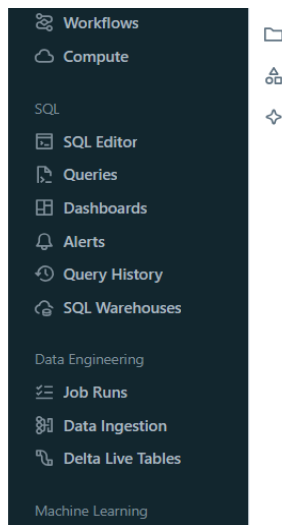 Workflows
Compute
SQL
SQL Editor
Queries
Dashboards
Alerts
Query History
SQL Warehouses
Data Engineering
Job Runs
Data Ingestion
Delta Live Tables
Machine Learning